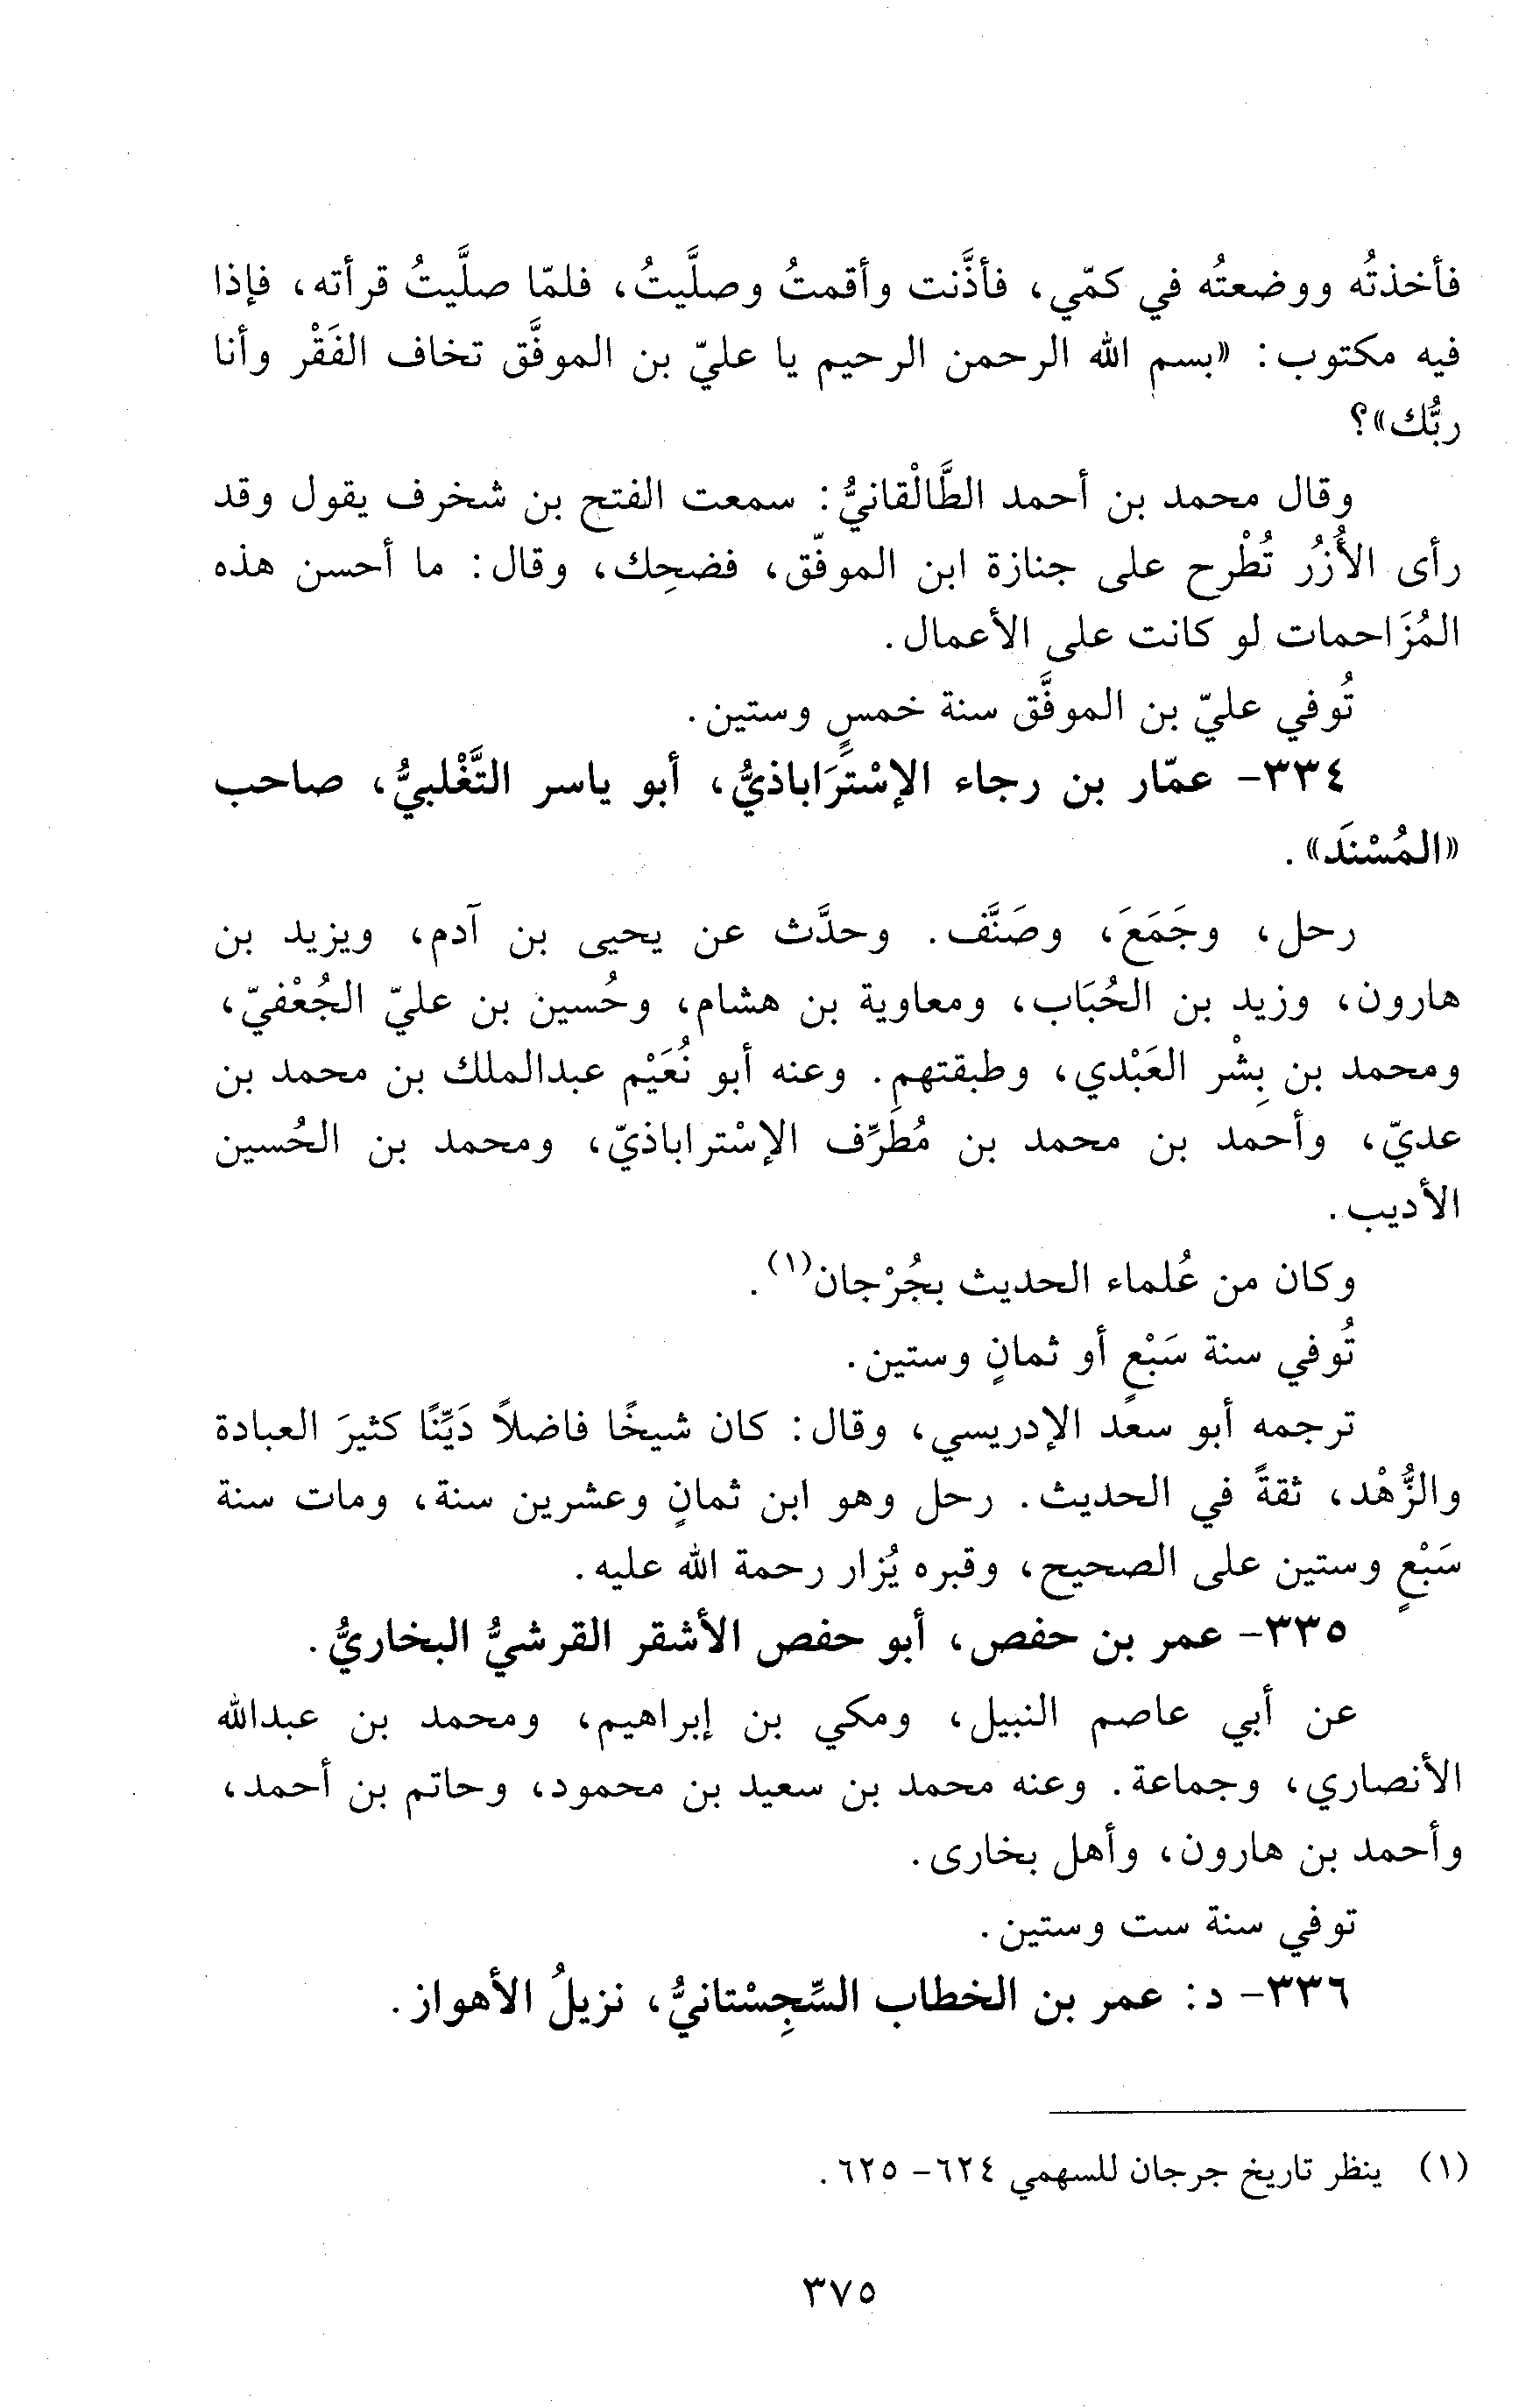 فأخذتُه ووضعتُه في كمّي، فأذَّنت وأقمتُ وصلَّيتُ، فلمّا صلَّيتُ قرأته، فإذا
فيه مكتوب: «بسم الله الرحمن الرحيم يا عليّ بن الموفَّق تخاف الفَقْر وأنا
ربُّك»؟
وقال محمد بن أحمد الطَّالْقانيُّ: سمعت الفتح بن شخرف يقول وقد
رأى الأُزُر تُطْرح على جنازة ابن الموفّق، فضحِك، وقال: ما أحسن هذه
المُزَاحمات لو كانت على الأعمال.
تُوفي عليّ بن الموفَّق سنة خمسٍ وستين.
٣٣٤- عمّار بن رجاء الإسْتِرَاباذيُّ، أبو ياسر التَّغْلبيُّ، صاحب
«المُسْنَد».
رحل، وجَمَعَ، وصَنَّف. وحدَّث عن يحيى بن آدم، ويزيد بن
هارون، وزيد بن الحُبَاب، ومعاوية بن هشام، وحُسين بن عليّ الجُعْفيّ،
ومحمد بن بِشْر العَبْدي، وطبقتهم. وعنه أبو نُعَيْم عبدالملك بن محمد بن
عديّ، وأحمد بن محمد بن مُطَرِّف الإسْتراباذيّ، ومحمد بن الحُسين
الأديب.
وكان من عُلماء الحديث بجُرْجان(١).
تُوفي سنة سَبْعٍ أو ثمانٍ وستين.
ترجمه أبو سعد الإدريسي، وقال: كان شيخًا فاضلاً دَيِّنًا كثيرَ العبادة
والزُّهْد، ثقةً في الحديث. رحل وهو ابن ثمانٍ وعشرين سنة، ومات سنة
سَبْعٍ وستين على الصحيح، وقبره يُزار رحمة الله عليه.
٣٣٥- عمر بن حفص، أبو حفص الأشقر القرشيُّ البخاريُّ.
عن أبي عاصم النبيل، ومكي بن إبراهيم، ومحمد بن عبدالله
الأنصاري، وجماعة. وعنه محمد بن سعيد بن محمود، وحاتم بن أحمد،
وأحمد بن هارون، وأهل بخارى.
توفي سنة ست وستين.
٣٣٦- د: عمر بن الخطاب السِّجِسْتانيُّ، نزيلُ الأهواز.
(١) ينظر تاريخ جرجان للسهمي ٦٢٤- ٦٢٥.
٣٧٥